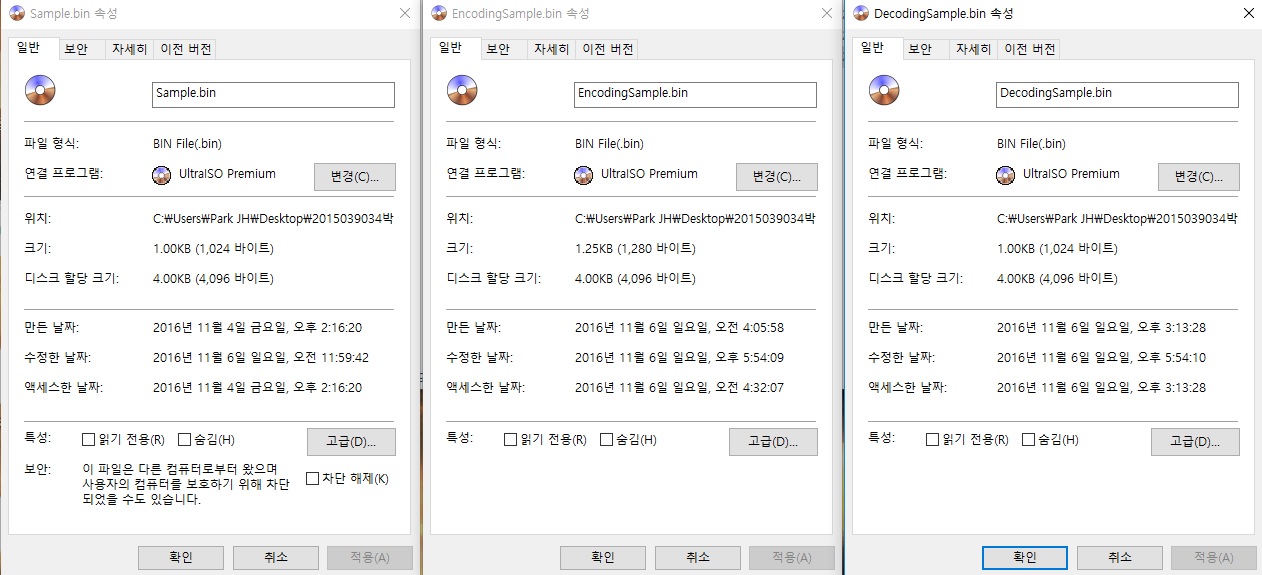 Sample.bin 속성
일반 보안 자세히 이전 버전
Sample.bin
파일 형식: BIN File(.bin)
연결 프로그램: UltraISO Premium 변경(C)...
위치: C:₩Users₩Park JH₩Desktop₩2015039034박
크기: 1.00KB (1,024 바이트)
디스크 할당 크기: 4.00KB (4,096 바이트)
만든 날짜: 2016년 11월 4일 금요일, 오후 2:16:20
수정한 날짜: 2016년 11월 6일 일요일, 오전 11:59:42
액세스한 날짜: 2016년 11월 4일 금요일, 오후 2:16:20
특성: 읽기 전용(R) 숨김(H) 고급(D)...
보안: 이 파일은 다른 컴퓨터로부터 왔으며
사용자의 컴퓨터를 보호하기 위해 차단 차단 해제(K)
되었을 수도 있습니다.
확인 취소 적용(A)
EncodingSample.bin 속성
일반 보안 자세히 이전 버전
EncodingSample.bin
파일 형식: BIN File(.bin)
연결 프로그램: UltraISO Premium 변경(C)...
위치: C:₩Users₩Park JH₩Desktop₩2015039034박
크기: 1.25KB (1,280 바이트)
디스크 할당 크기: 4.00KB (4,096 바이트)
만든 날짜: 2016년 11월 6일 일요일, 오전 4:05:58
수정한 날짜: 2016년 11월 6일 일요일, 오후 5:54:09
액세스한 날짜: 2016년 11월 6일 일요일, 오전 4:32:07
특성: 읽기 전용(R) 숨김(H) 고급(D)...
확인 취소 적용(A)
DecodingSample.bin 속성
일반 보안 자세히 이전 버전
DecodingSample.bin
파일 형식: BIN File(.bin)
연결 프로그램: UltraISO Premium 변경(C)...
위치: C:₩Users₩Park JH₩Desktop₩2015039034박
크기: 1.00KB (1,024 바이트)
디스크 할당 크기: 4.00KB (4,096 바이트)
만든 날짜: 2016년 11월 6일 일요일, 오후 3:13:28
수정한 날짜: 2016년 11월 6일 일요일, 오후 5:54:10
액세스한 날짜: 2016년 11월 6일 일요일, 오후 3:13:28
특성: 읽기 전용(R) 숨김(H) 고급(D)...
확인 취소 적용(A)